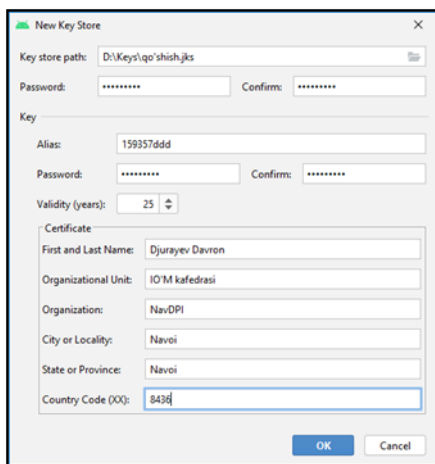 New Key Store
Key store path: D:\Keys\qo'shish.jks
Password: ••••••••• Confirm: •••••••••
Key
Alias: 159357ddd
Password: ••••••••• Confirm: •••••••••
Validity (years): 25
Certificate
First and Last Name: Djurayev Davron
Organizational Unit: IO'M kafedrasi
Organization: NavDPI
City or Locality: Navoi
State or Province: Navoi
Country Code (XX): 8436
OK Cancel